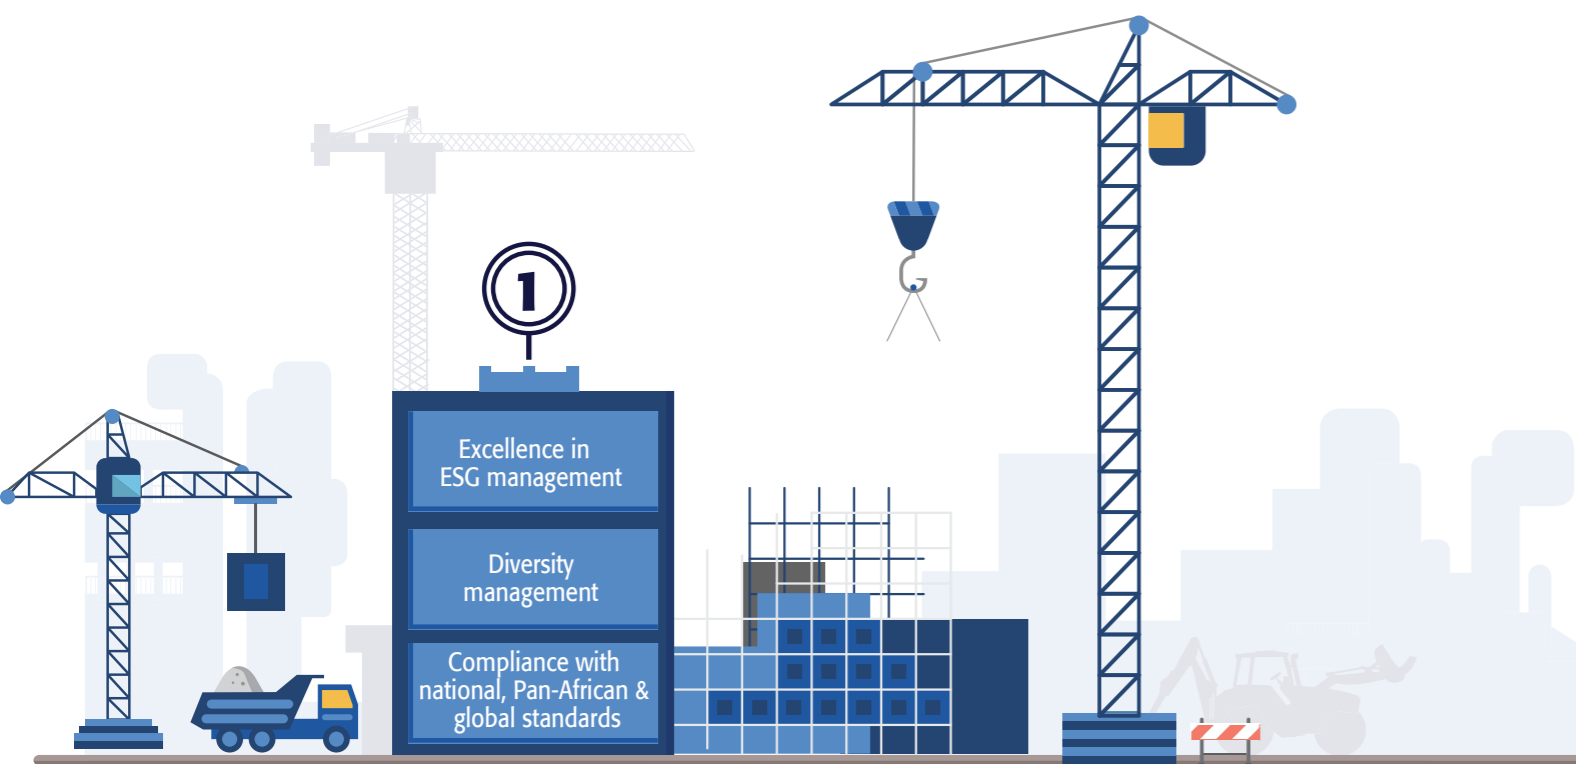 1
Excellence in
ESG management
Diversity
management
Compliance with
national, Pan-African &
global standards